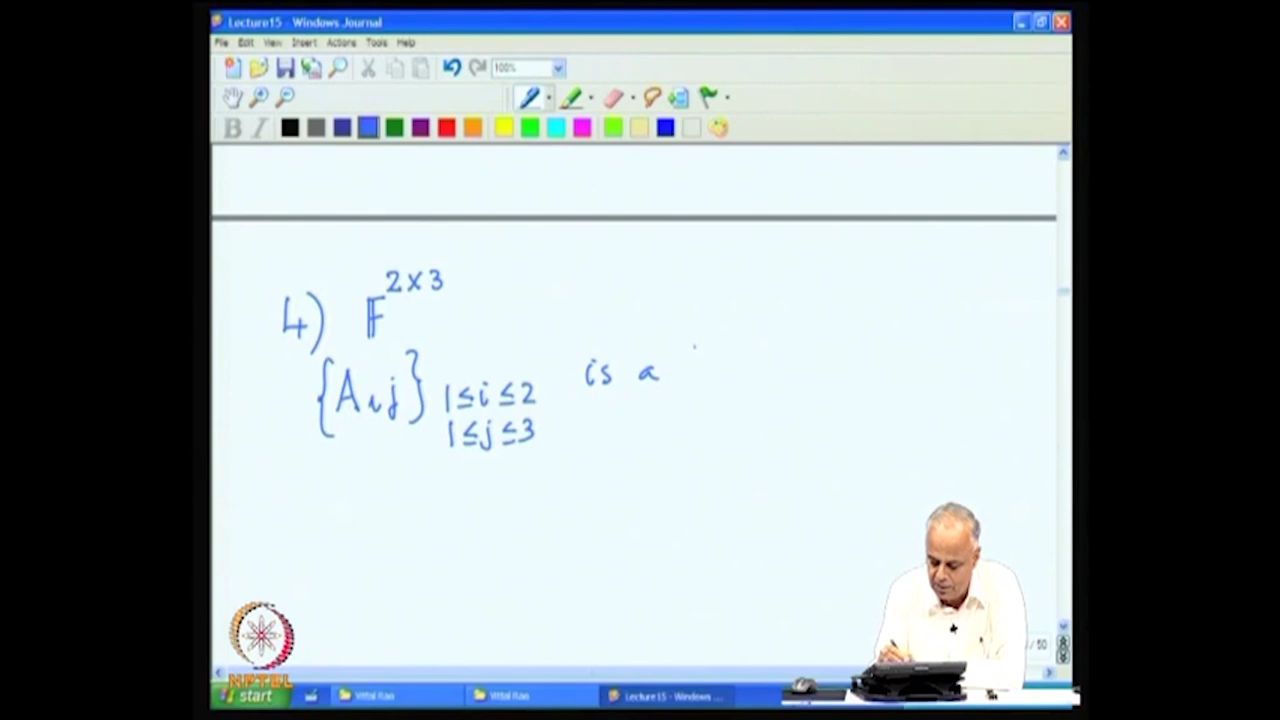 Lecture15 - Windows Journal
File Edit View Insert Actions Tools Help
100%
B I
4) 𝔽^{2×3}
{A_{ij}} 1≤i≤2 is a
1≤j≤3
/ 50
NPTEL
start Vittal Rao Vittal Rao Lecture15 - Windows ...